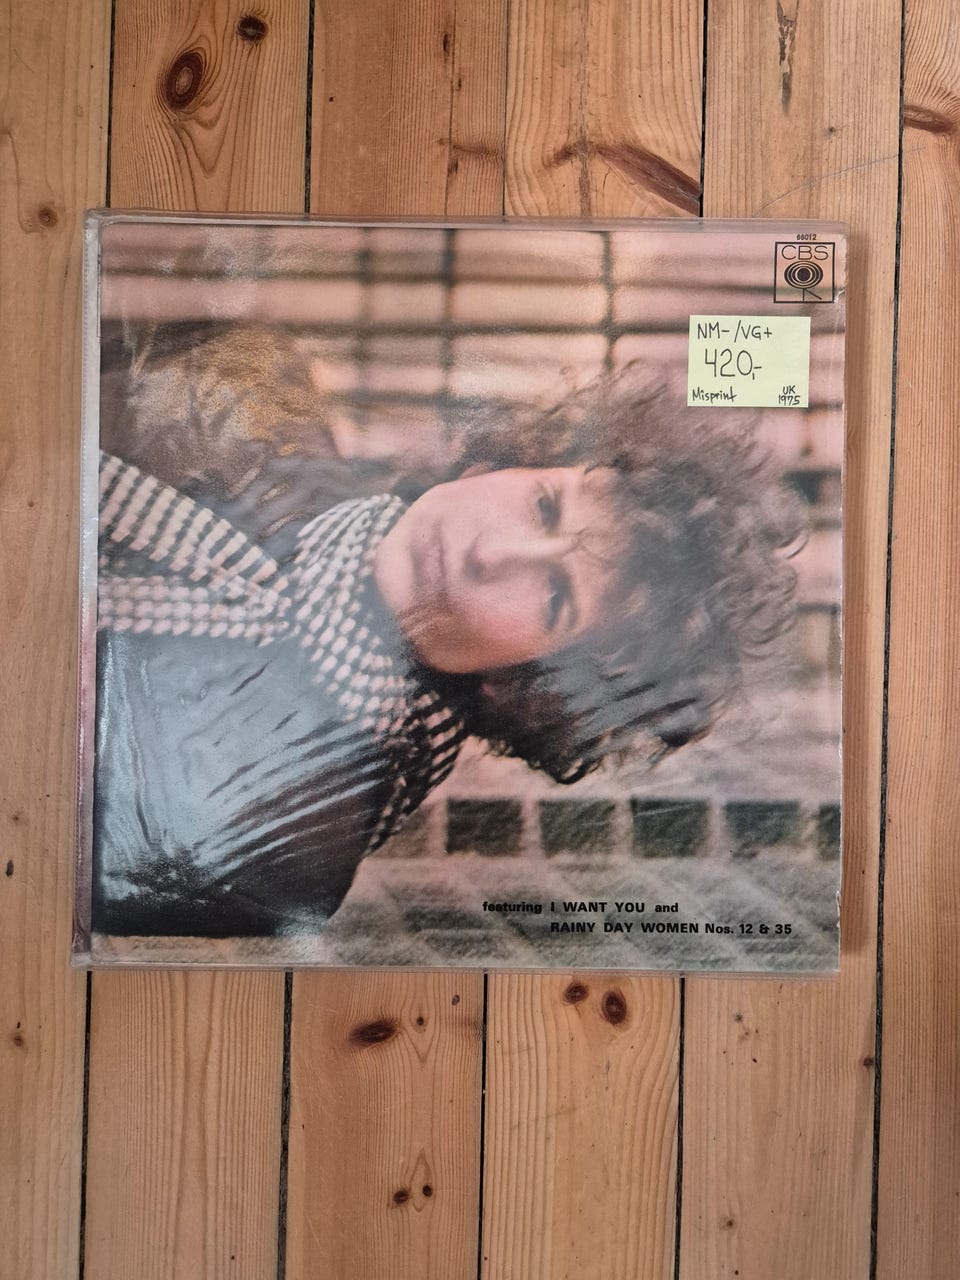 66012
CBS
NM-/VG+
420,-
Misprint UK 1975
featuring I WANT YOU and
RAINY DAY WOMEN Nos. 12 & 35